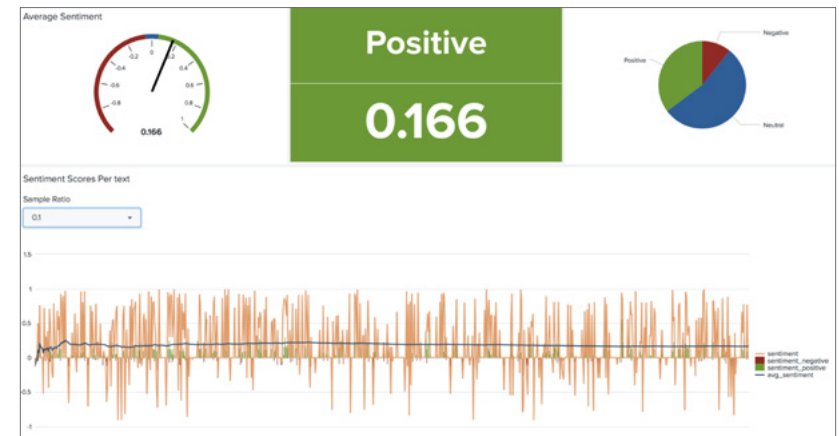 Average Sentiment
0
-0.2
0.2
-0.4
0.4
-0.6
0.6
-0.8
0.8
1
0.166
Positive
0.166
Negative
Positive
Neutral
Sentiment Scores Per text
Sample Ratio
0.1
1.5
1
0.5
0
-0.5
-1
sentiment
sentiment_negative
sentiment_positive
avg_sentiment